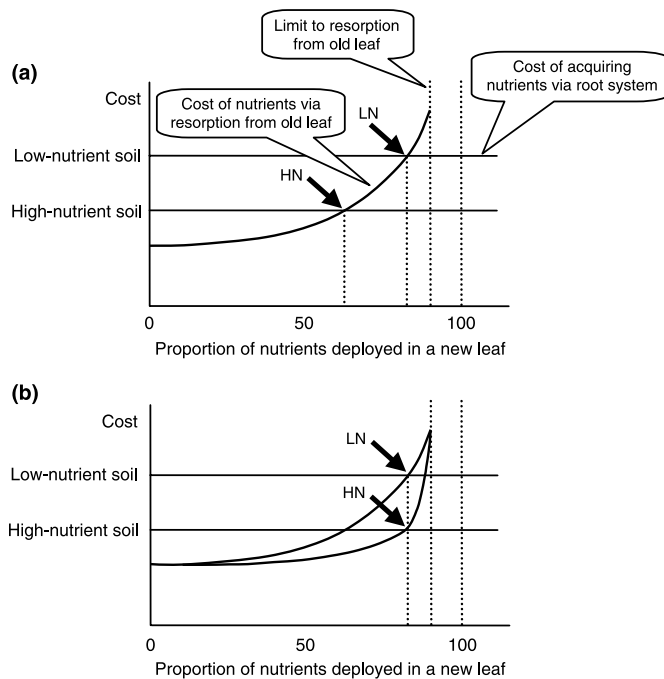 Limit to resorption
from old leaf
(a)
Cost of acquiring
nutrients via root system
Cost
Cost of nutrients via
resorption from old leaf
LN
Low-nutrient soil
HN
High-nutrient soil
0
50
100
Proportion of nutrients deployed in a new leaf
(b)
Cost
LN
Low-nutrient soil
HN
High-nutrient soil
0
50
100
Proportion of nutrients deployed in a new leaf